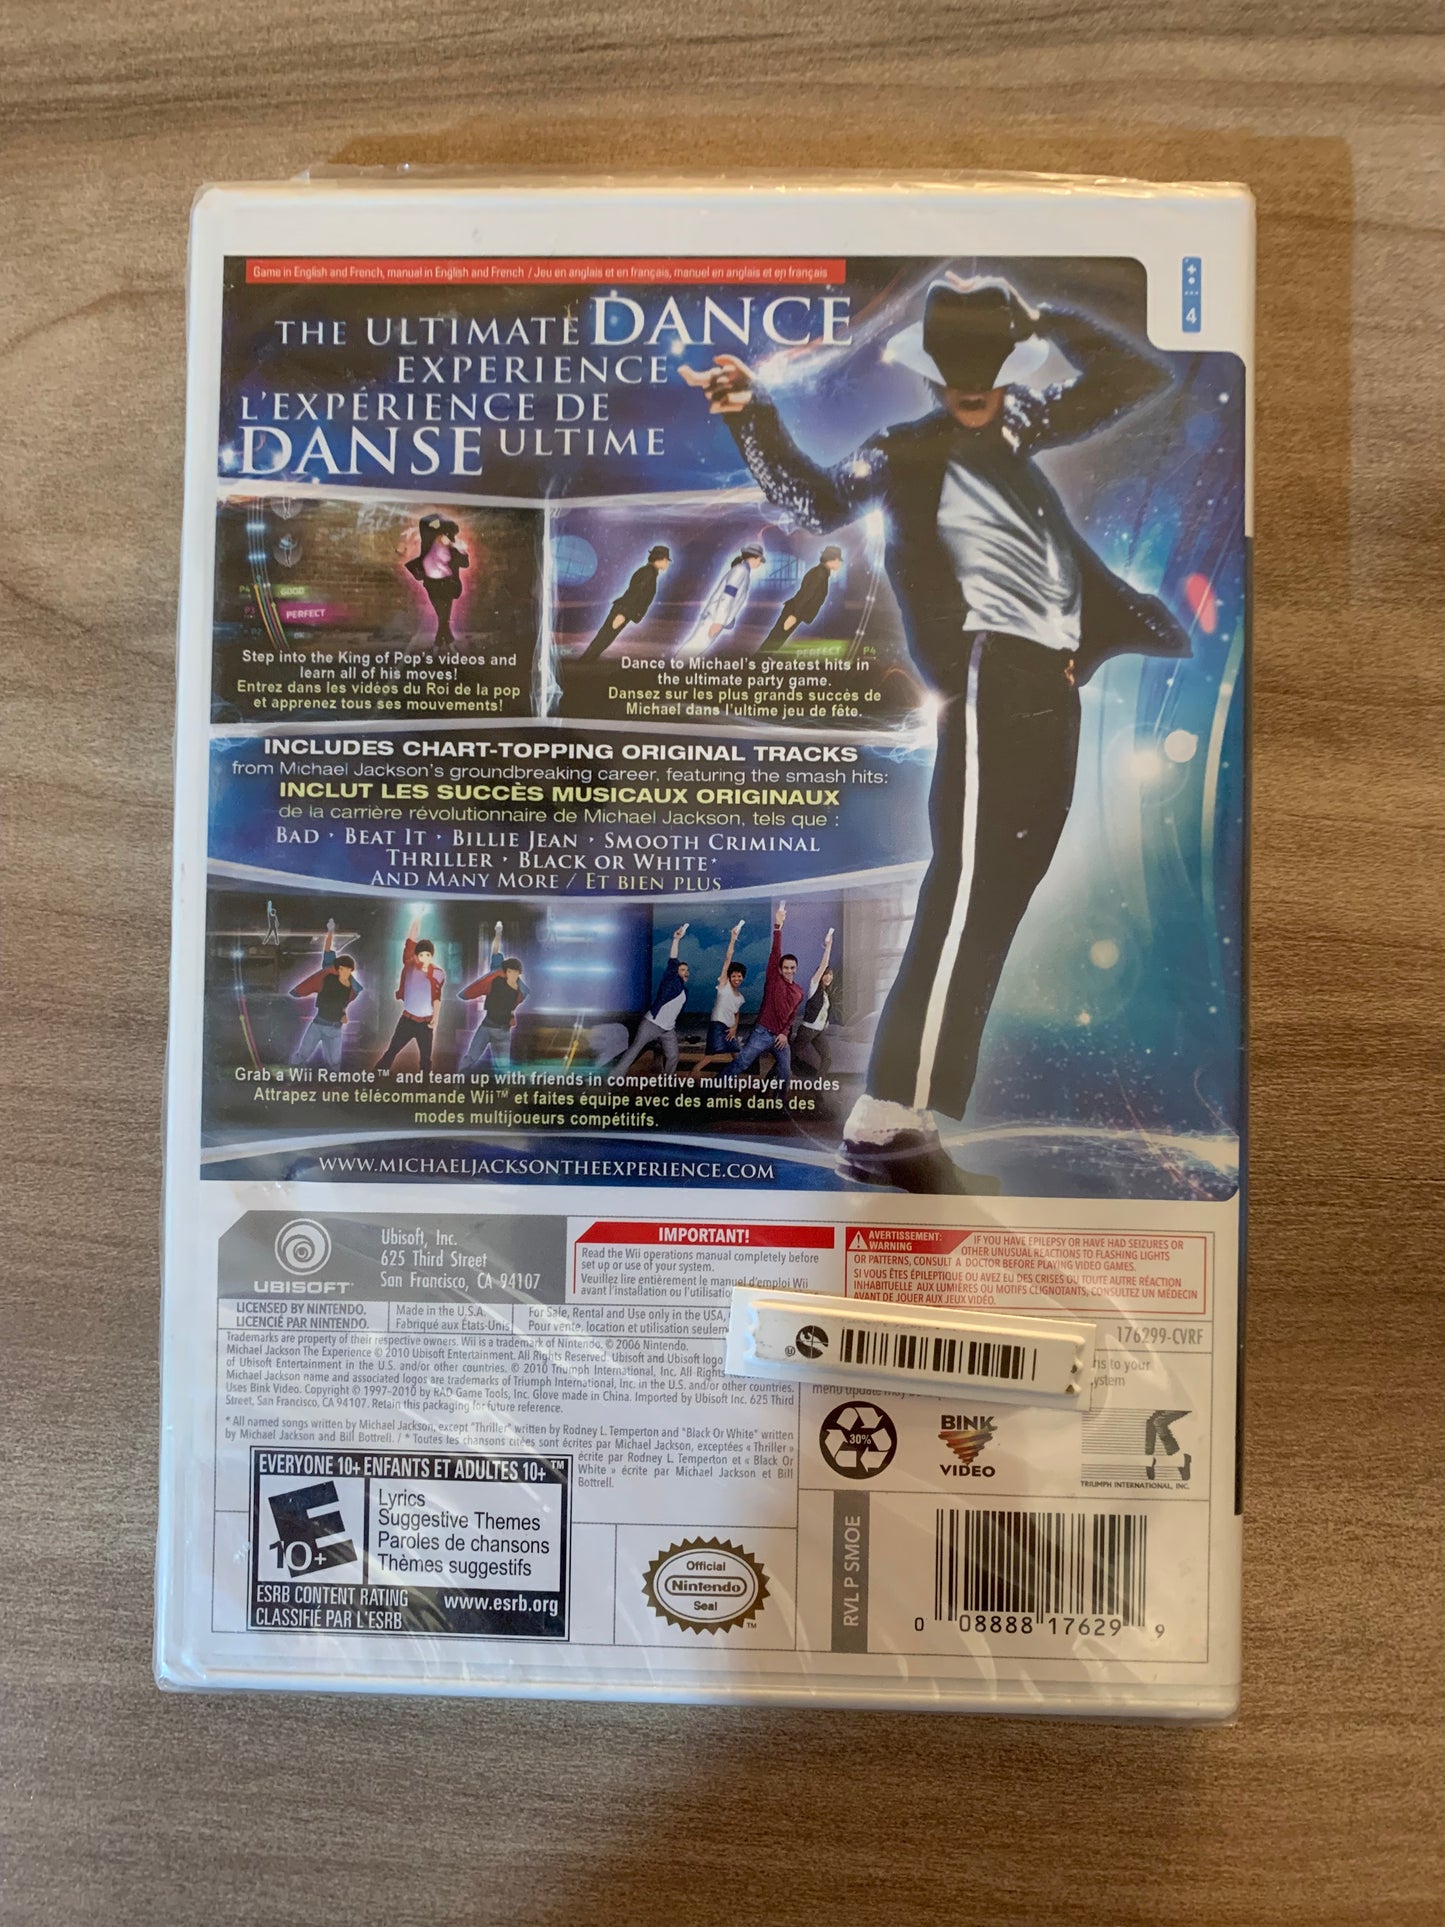 Game in English and French, manual in English and French / Jeu en anglais et en français, manuel en anglais et en français
4
THE ULTIMATE DANCE
EXPERIENCE
L'EXPÉRIENCE DE
DANSE ULTIME
P4 GOOD
P3 PERFECT
P2 OK
OK
PERFECT P4
Step into the King of Pop's videos and
learn all of his moves!
Entrez dans les vidéos du Roi de la pop
et apprenez tous ses mouvements!
Dance to Michael's greatest hits in
the ultimate party game.
Dansez sur les plus grands succès de
Michael dans l'ultime jeu de fête.
INCLUDES CHART-TOPPING ORIGINAL TRACKS
from Michael Jackson's groundbreaking career, featuring the smash hits:
INCLUT LES SUCCÈS MUSICAUX ORIGINAUX
de la carrière révolutionnaire de Michael Jackson, tels que :
BAD · BEAT IT · BILLIE JEAN · SMOOTH CRIMINAL
THRILLER · BLACK OR WHITE*
AND MANY MORE / ET BIEN PLUS
Grab a Wii Remote™ and team up with friends in competitive multiplayer modes
Attrapez une télécommande Wii™ et faites équipe avec des amis dans des
modes multijoueurs compétitifs.
WWW.MICHAELJACKSONTHEEXPERIENCE.COM
UBISOFT
Ubisoft, Inc.
625 Third Street
San Francisco, CA 94107
IMPORTANT!
Read the Wii operations manual completely before
set up or use of your system.
Veuillez lire entièrement le manuel d'emploi Wii
avant l'installation ou l'utilisation
AVERTISSEMENT:
WARNING
IF YOU HAVE EPILEPSY OR HAVE HAD SEIZURES OR
OTHER UNUSUAL REACTIONS TO FLASHING LIGHTS
OR PATTERNS, CONSULT A DOCTOR BEFORE PLAYING VIDEO GAMES.
SI VOUS ÊTES ÉPILEPTIQUE OU AVEZ EU DES CRISES OU TOUTE AUTRE RÉACTION
INHABITUELLE AUX LUMIÈRES OU MOTIFS CLIGNOTANTS, CONSULTEZ UN MÉDECIN
AVANT DE JOUER AUX JEUX VIDÉO.
LICENSED BY NINTENDO.
LICENCIÉ PAR NINTENDO.
Made in the U.S.A.
Fabriqué aux États-Unis
For Sale, Rental and Use only in the USA,
Pour vente, location et utilisation seulem
176299-CVRF
Trademarks are property of their respective owners. Wii is a trademark of Nintendo. © 2006 Nintendo.
Michael Jackson The Experience © 2010 Ubisoft Entertainment. All Rights Reserved. Ubisoft and Ubisoft logo
of Ubisoft Entertainment in the U.S. and/or other countries. © 2010 Triumph International, Inc. All Rights
Michael Jackson name and associated logos are trademarks of Triumph International, Inc. in the U.S. and/or other countries.
Uses Bink Video. Copyright © 1997-2010 by RAD Game Tools, Inc. Glove made in China. Imported by Ubisoft Inc. 625 Third
Street, San Francisco, CA 94107. Retain this packaging for future reference.
to your
ystem
menu update may
* All named songs written by Michael Jackson, except "Thriller" written by Rodney L. Temperton and "Black Or White" written
by Michael Jackson and Bill Bottrell. / * Toutes les chansons citées sont écrites par Michael Jackson, exceptées « Thriller »
écrite par Rodney L. Temperton et « Black Or
White » écrite par Michael Jackson et Bill
Bottrell.
30%
BINK
VIDEO
TRIUMPH INTERNATIONAL, INC.
EVERYONE 10+ ENFANTS ET ADULTES 10+ ™
E
10+
Lyrics
Suggestive Themes
Paroles de chansons
Thèmes suggestifs
ESRB CONTENT RATING
CLASSIFIÉ PAR L'ESRB
www.esrb.org
Official
Nintendo
Seal
™
RVL P SMOE
0 08888 17629 9